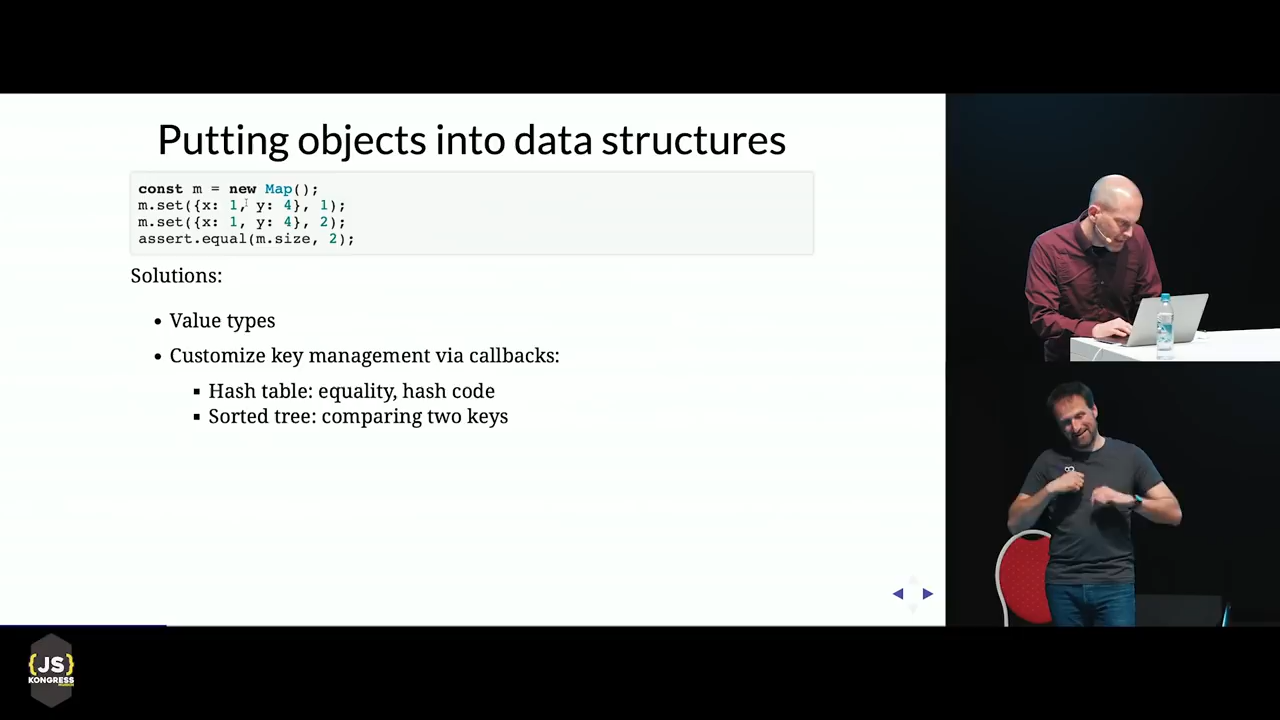 Putting objects into data structures
const m = new Map();
m.set({x: 1, y: 4}, 1);
m.set({x: 1, y: 4}, 2);
assert.equal(m.size, 2);
Solutions:
• Value types
• Customize key management via callbacks:
▪ Hash table: equality, hash code
▪ Sorted tree: comparing two keys
{JS}
KONGRESS